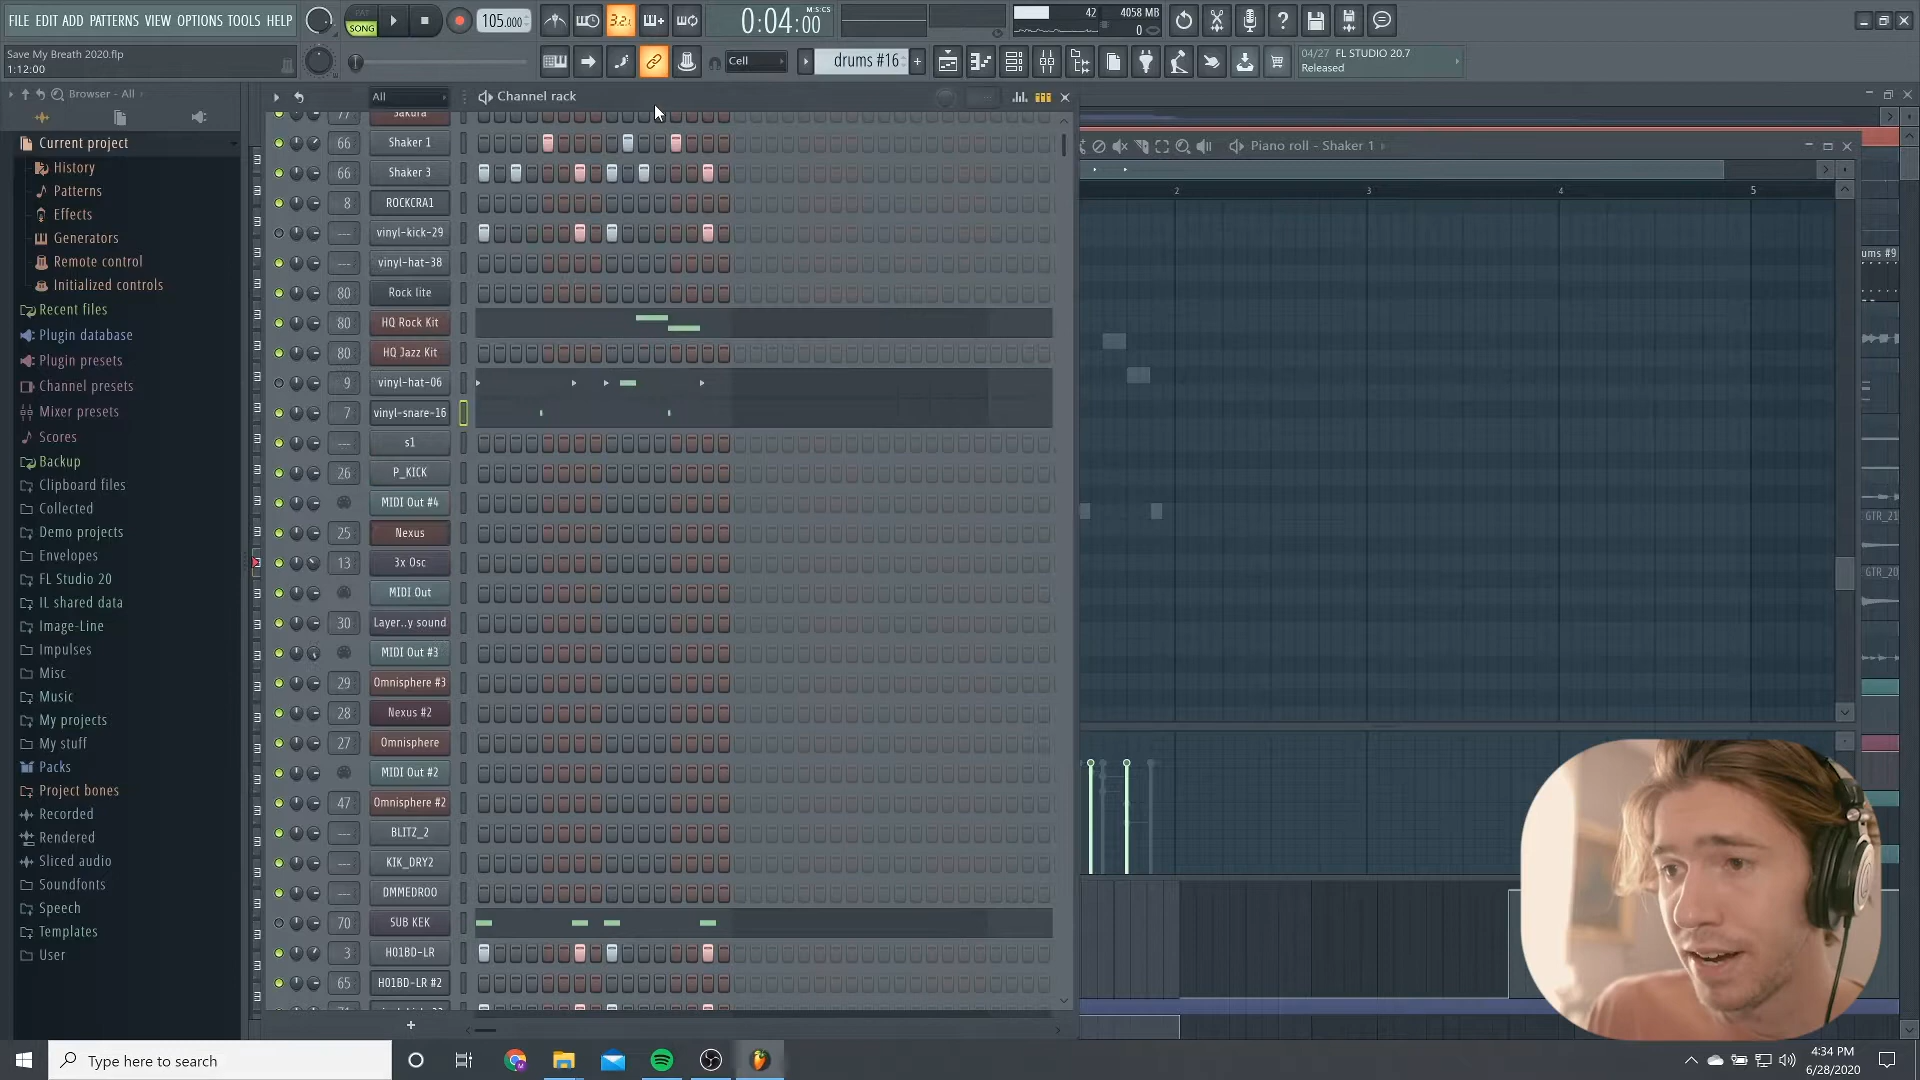 FILE EDIT ADD PATTERNS VIEW OPTIONS TOOLS HELP
PAT
SONG
105.000
3.2.
0:04:00
M:S:CS
42
4058 MB
0
Save My Breath 2020.flp
1:12:00
Cell
drums #16
04/27 FL STUDIO 20.7
Released
Browser - All
Current project
History
Patterns
Effects
Generators
Remote control
Initialized controls
Recent files
Plugin database
Plugin presets
Channel presets
Mixer presets
Scores
Backup
Clipboard files
Collected
Demo projects
Envelopes
FL Studio 20
IL shared data
Image-Line
Impulses
Misc
Music
My projects
My stuff
Packs
Project bones
Recorded
Rendered
Sliced audio
Soundfonts
Speech
Templates
User
All
Channel rack
77 Sakura
66 Shaker 1
66 Shaker 3
8 ROCKCRA1
--- vinyl-kick-29
--- vinyl-hat-38
80 Rock lite
80 HQ Rock Kit
80 HQ Jazz Kit
9 vinyl-hat-06
7 vinyl-snare-16
--- s1
26 P_KICK
MIDI Out #4
25 Nexus
13 3x Osc
MIDI Out
30 Layer..y sound
MIDI Out #3
29 Omnisphere #3
28 Nexus #2
27 Omnisphere
MIDI Out #2
47 Omnisphere #2
--- BLITZ_2
--- KIK_DRY2
--- DMMEDROO
70 SUB KEK
3 H01BD-LR
65 H01BD-LR #2
+
Piano roll - Shaker 1
2 3 4 5
ums #9
GTR_21
GTR_20
Type here to search
4:34 PM
6/28/2020